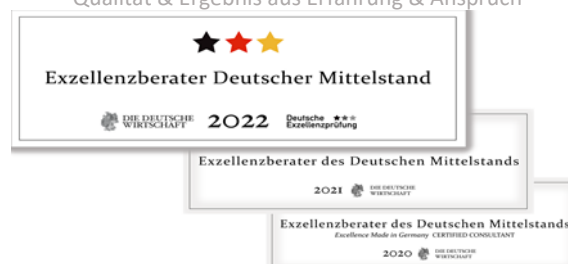 Qualität & Ergebnis aus Erfahrung & Anspruch
Exzellenzberater Deutscher Mittelstand
DIE DEUTSCHE
WIRTSCHAFT
2022
Deutsche
Exzellenzprüfung
Exzellenzberater des Deutschen Mittelstands
2021
DIE DEUTSCHE
WIRTSCHAFT
Exzellenzberater des Deutschen Mittelstands
Excellence Made in Germany CERTIFIED CONSULTANT
2020
DIE DEUTSCHE
WIRTSCHAFT